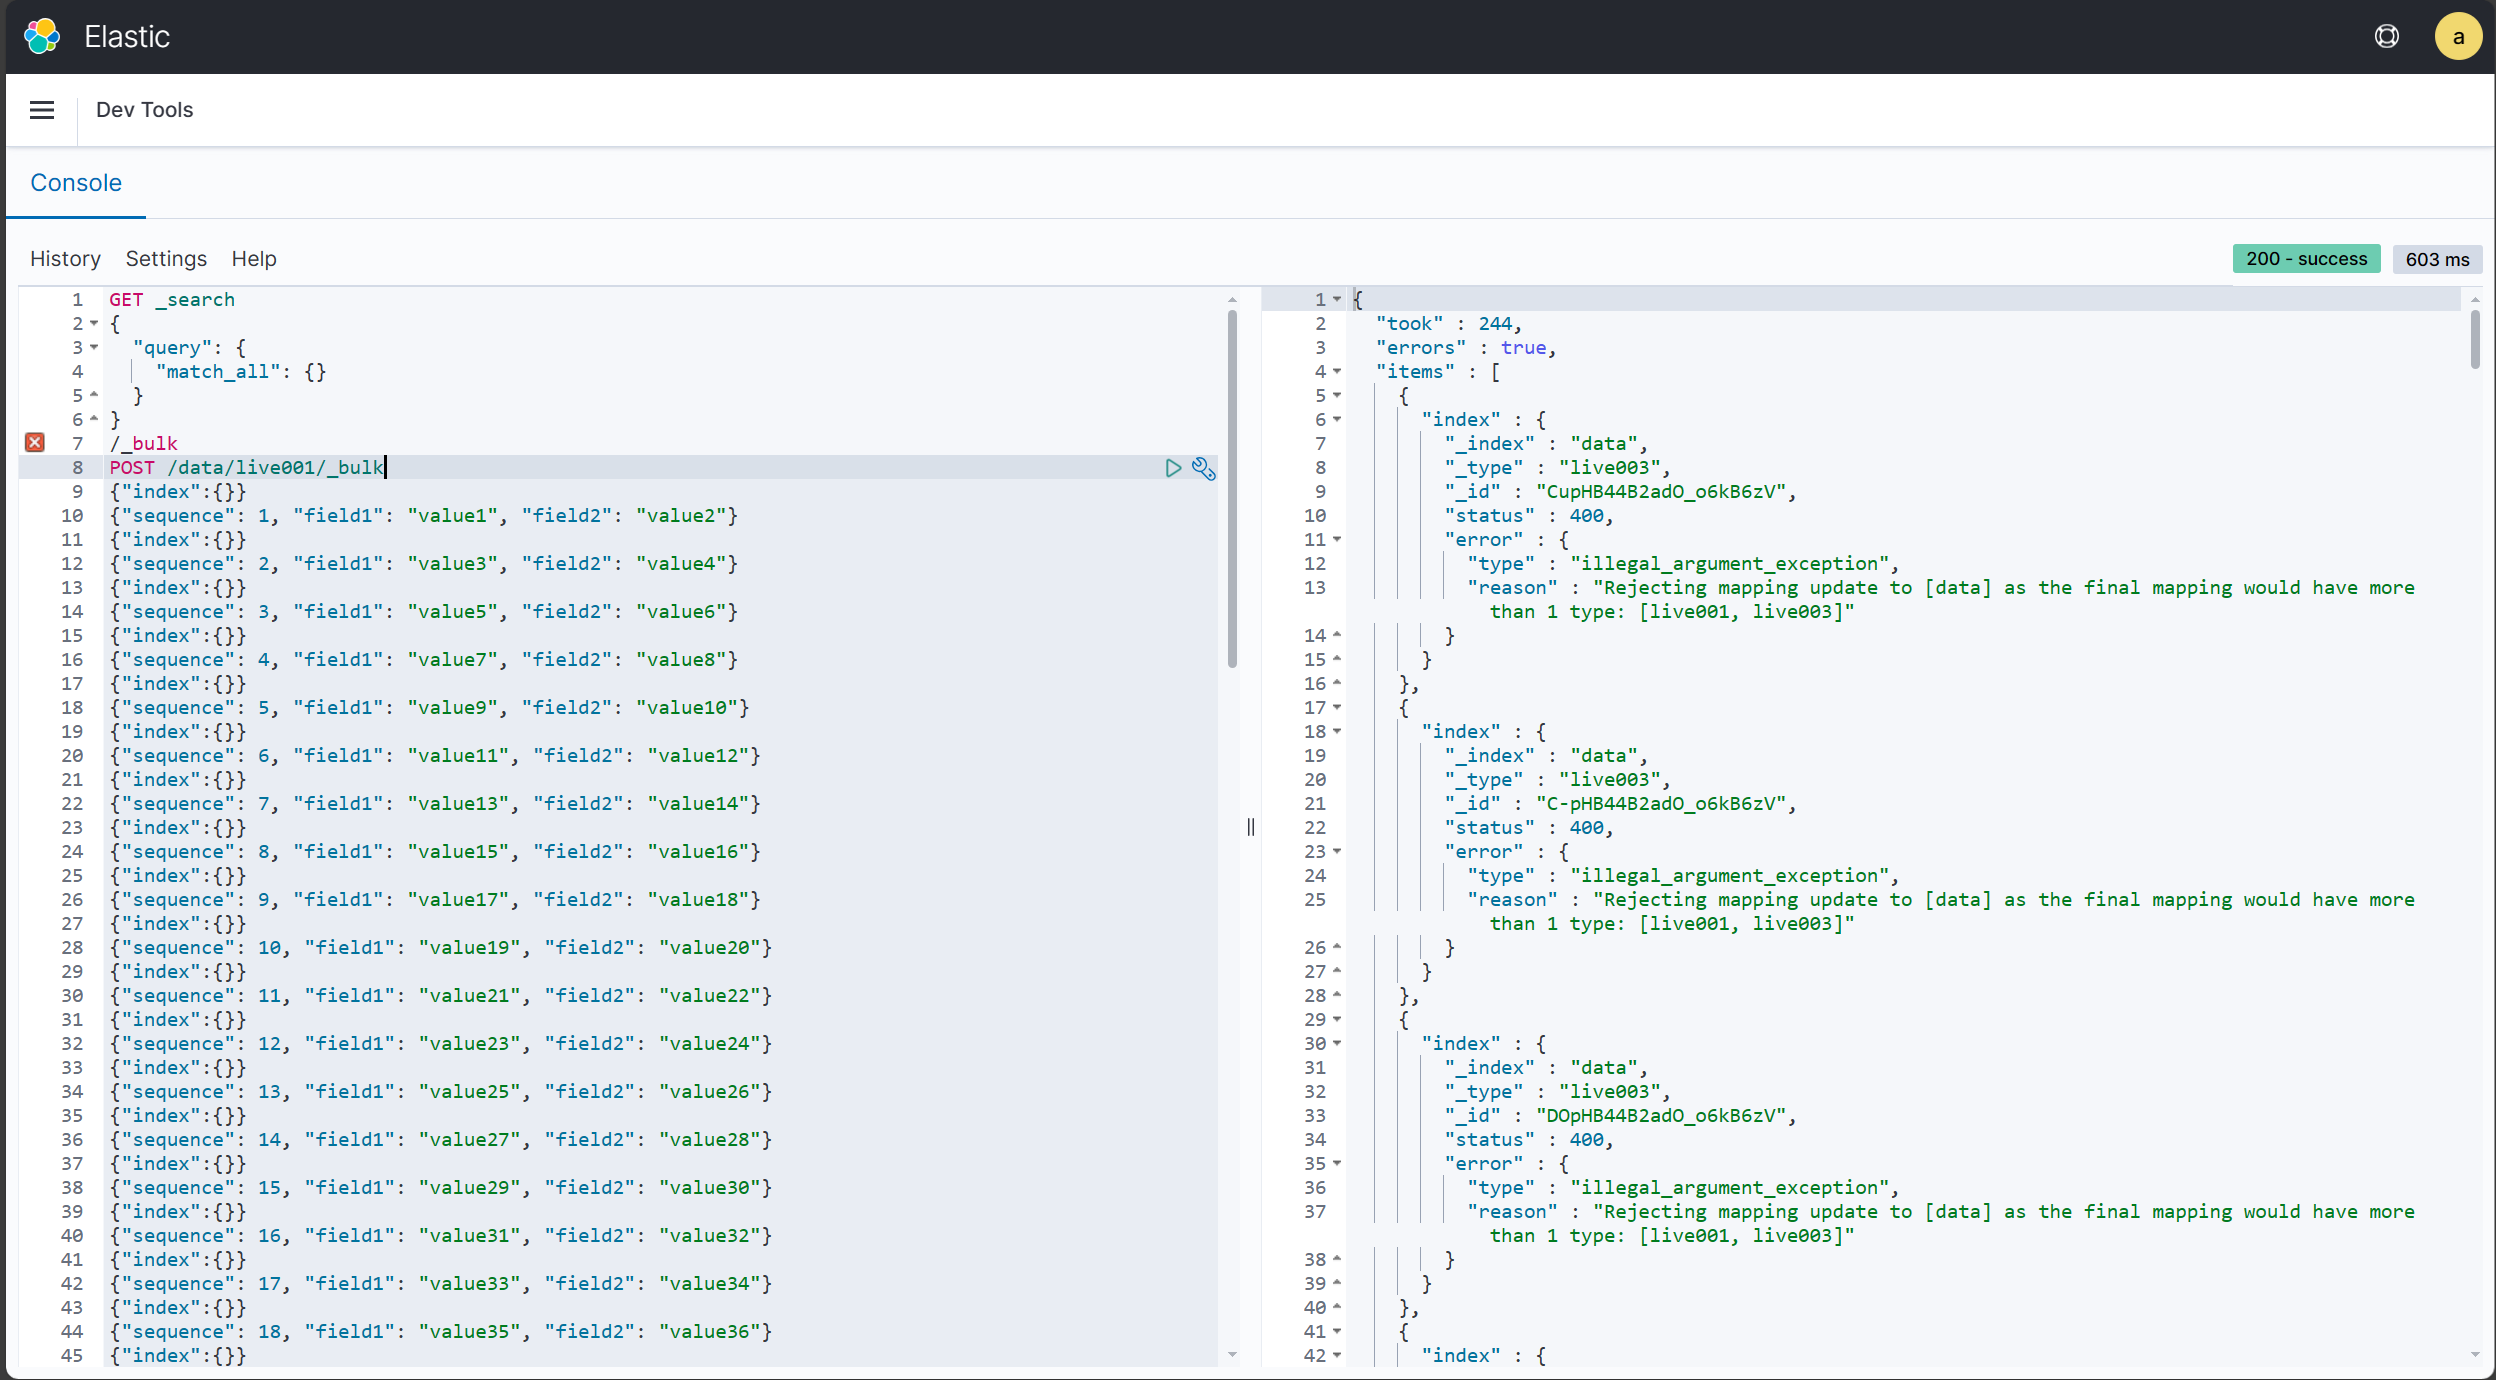 Elastic
a
Dev Tools
Console
History Settings Help
200 - success 603 ms
1 GET _search
2 {
3 "query": {
4 "match_all": {}
5 }
6 }
7 /_bulk
8 POST /data/live001/_bulk
9 {"index":{}}
10 {"sequence": 1, "field1": "value1", "field2": "value2"}
11 {"index":{}}
12 {"sequence": 2, "field1": "value3", "field2": "value4"}
13 {"index":{}}
14 {"sequence": 3, "field1": "value5", "field2": "value6"}
15 {"index":{}}
16 {"sequence": 4, "field1": "value7", "field2": "value8"}
17 {"index":{}}
18 {"sequence": 5, "field1": "value9", "field2": "value10"}
19 {"index":{}}
20 {"sequence": 6, "field1": "value11", "field2": "value12"}
21 {"index":{}}
22 {"sequence": 7, "field1": "value13", "field2": "value14"}
23 {"index":{}}
24 {"sequence": 8, "field1": "value15", "field2": "value16"}
25 {"index":{}}
26 {"sequence": 9, "field1": "value17", "field2": "value18"}
27 {"index":{}}
28 {"sequence": 10, "field1": "value19", "field2": "value20"}
29 {"index":{}}
30 {"sequence": 11, "field1": "value21", "field2": "value22"}
31 {"index":{}}
32 {"sequence": 12, "field1": "value23", "field2": "value24"}
33 {"index":{}}
34 {"sequence": 13, "field1": "value25", "field2": "value26"}
35 {"index":{}}
36 {"sequence": 14, "field1": "value27", "field2": "value28"}
37 {"index":{}}
38 {"sequence": 15, "field1": "value29", "field2": "value30"}
39 {"index":{}}
40 {"sequence": 16, "field1": "value31", "field2": "value32"}
41 {"index":{}}
42 {"sequence": 17, "field1": "value33", "field2": "value34"}
43 {"index":{}}
44 {"sequence": 18, "field1": "value35", "field2": "value36"}
45 {"index":{}}
1 {
2 "took" : 244,
3 "errors" : true,
4 "items" : [
5 {
6 "index" : {
7 "_index" : "data",
8 "_type" : "live003",
9 "_id" : "CupHB44B2adO_o6kB6zV",
10 "status" : 400,
11 "error" : {
12 "type" : "illegal_argument_exception",
13 "reason" : "Rejecting mapping update to [data] as the final mapping would have more
than 1 type: [live001, live003]"
14 }
15 }
16 },
17 {
18 "index" : {
19 "_index" : "data",
20 "_type" : "live003",
21 "_id" : "C-pHB44B2adO_o6kB6zV",
22 "status" : 400,
23 "error" : {
24 "type" : "illegal_argument_exception",
25 "reason" : "Rejecting mapping update to [data] as the final mapping would have more
than 1 type: [live001, live003]"
26 }
27 }
28 },
29 {
30 "index" : {
31 "_index" : "data",
32 "_type" : "live003",
33 "_id" : "DOpHB44B2adO_o6kB6zV",
34 "status" : 400,
35 "error" : {
36 "type" : "illegal_argument_exception",
37 "reason" : "Rejecting mapping update to [data] as the final mapping would have more
than 1 type: [live001, live003]"
38 }
39 }
40 },
41 {
42 "index" : {